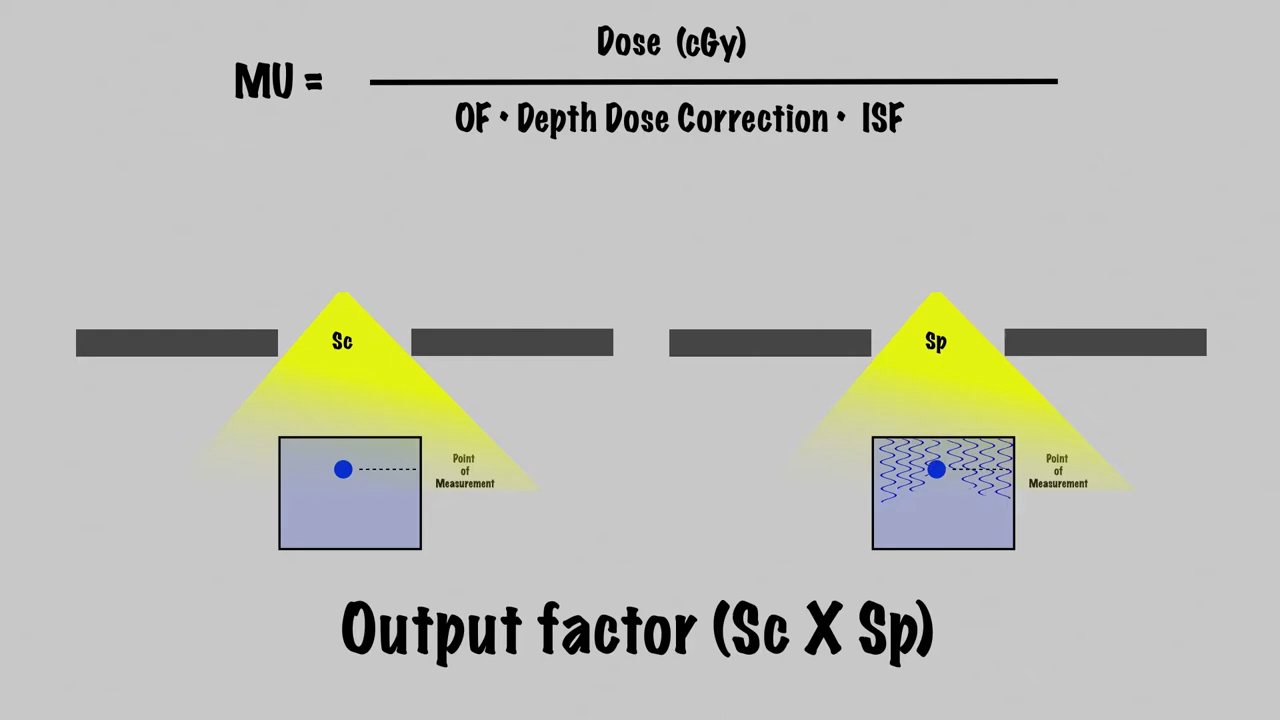 Dose (cGy)
MU =
OF · Depth Dose Correction · ISF
Sc
Sp
Point
of
Measurement
Point
of
Measurement
Output factor (Sc X Sp)